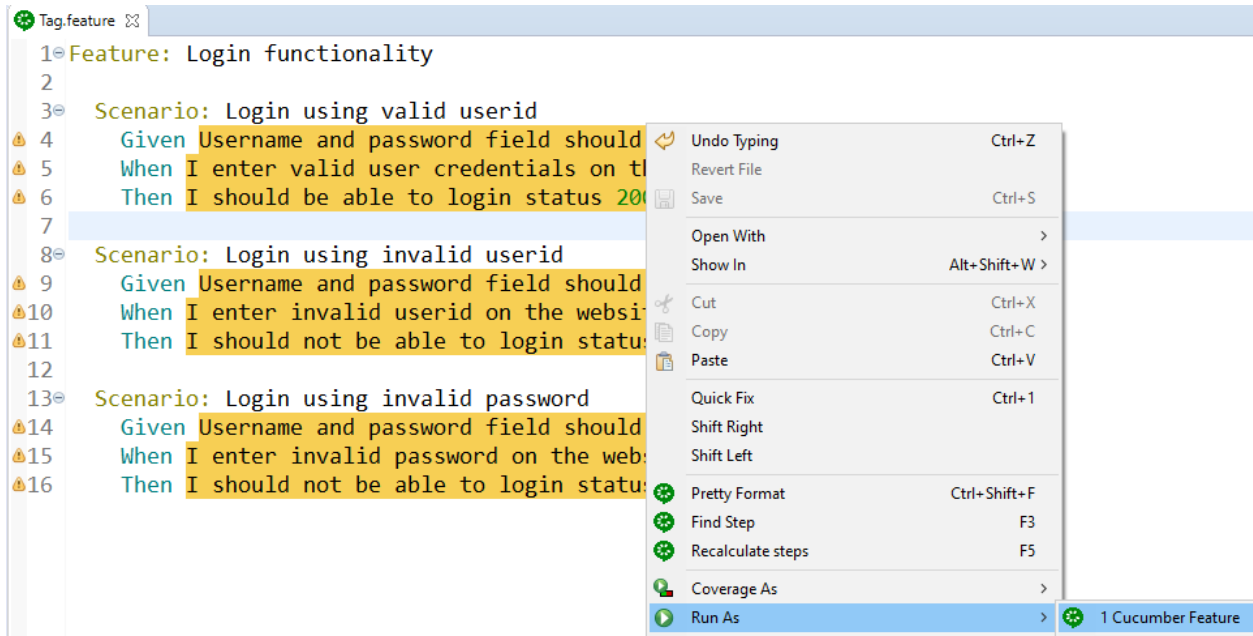 Tag.feature
1 Feature: Login functionality
2
3 Scenario: Login using valid userid
4 Given Username and password field should
5 When I enter valid user credentials on
6 Then I should be able to login status 200
7
8 Scenario: Login using invalid userid
9 Given Username and password field should
10 When I enter invalid userid on the
11 Then I should not be able to login
12
13 Scenario: Login using invalid password
14 Given Username and password field should
15 When I enter invalid password on the
16 Then I should not be able to login
Undo Typing Ctrl+Z
Revert File
Save Ctrl+S
Open With >
Show In Alt+Shift+W >
Cut Ctrl+X
Copy Ctrl+C
Paste Ctrl+V
Quick Fix Ctrl+1
Shift Right
Shift Left
Pretty Format Ctrl+Shift+F
Find Step F3
Recalculate steps F5
Coverage As >
Run As >
1 Cucumber Feature